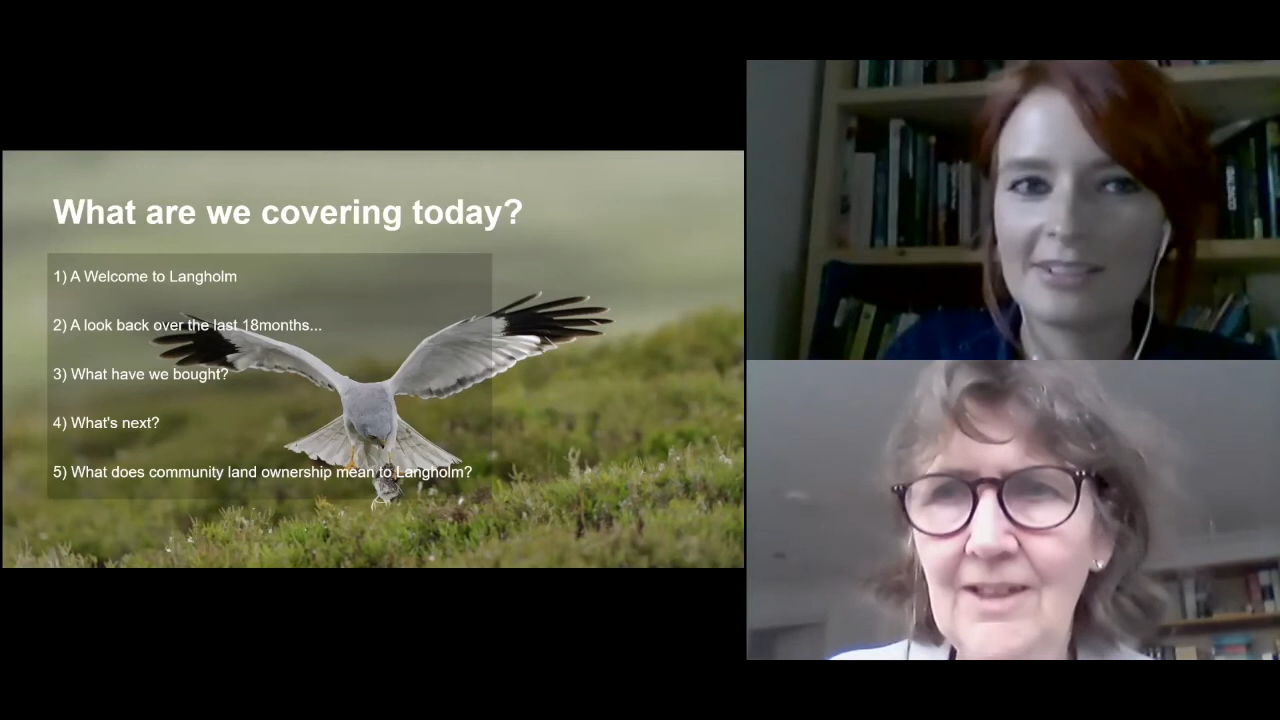 What are we covering today?
1) A Welcome to Langholm
2) A look back over the last 18months...
3) What have we bought?
4) What's next?
5) What does community land ownership mean to Langholm?